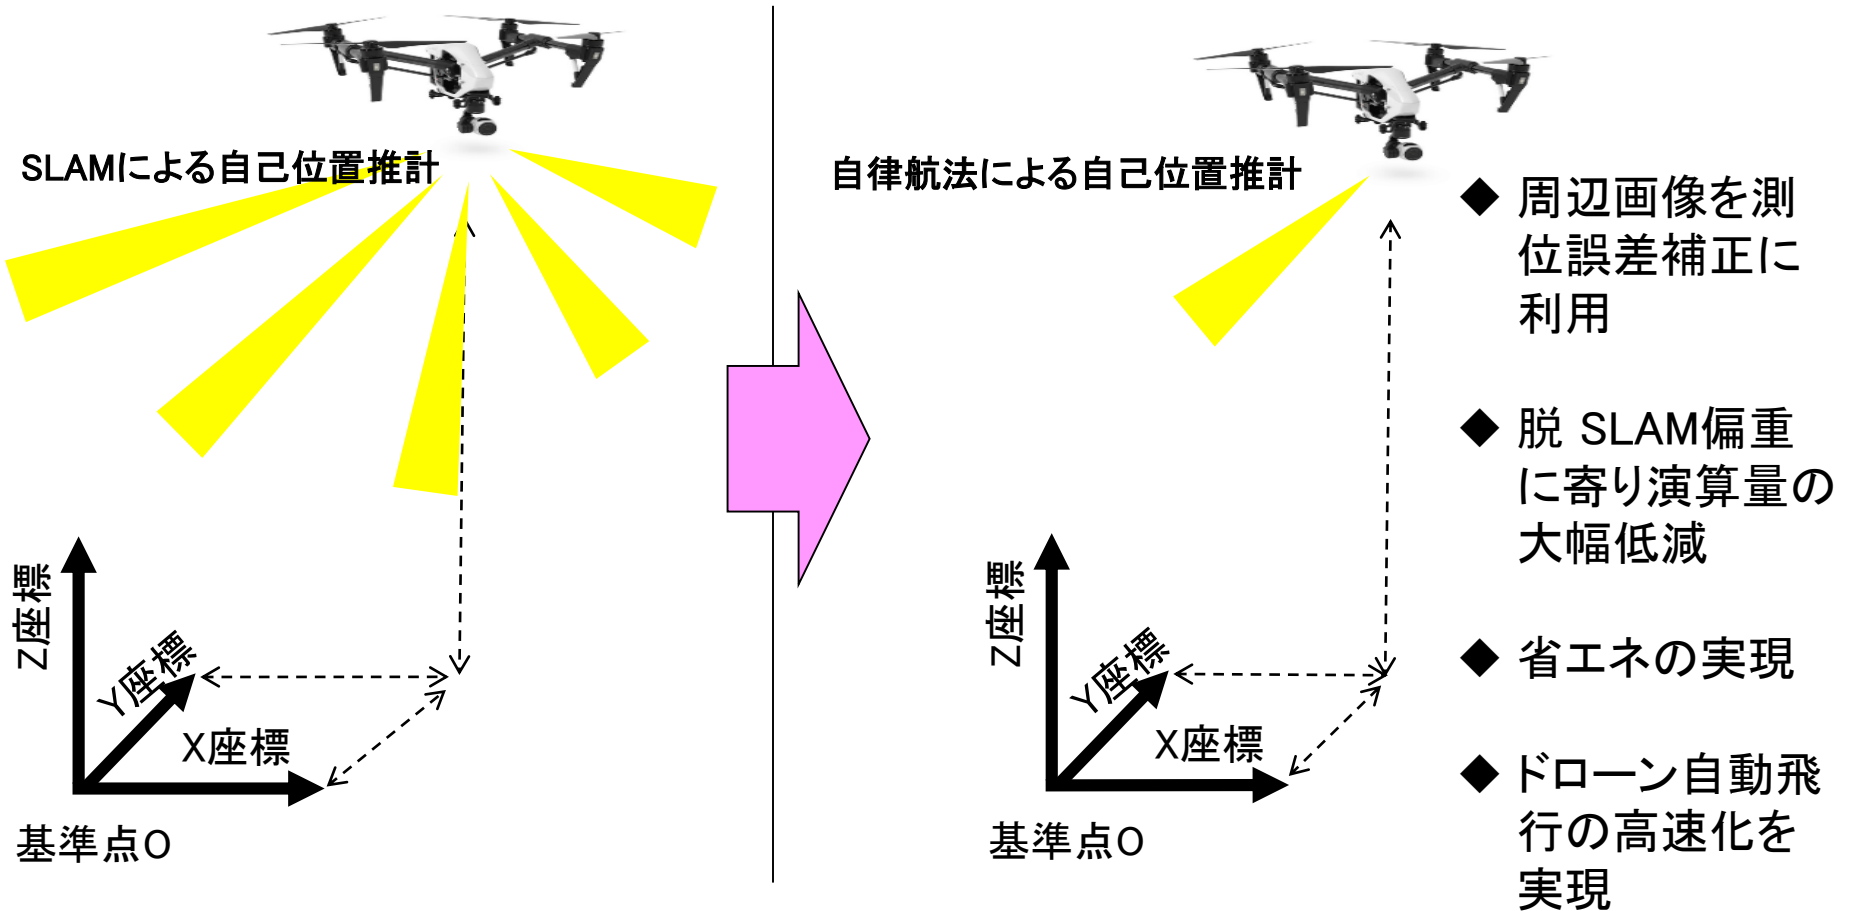 SLAMによる自己位置推計
Z座標
Y座標
X座標
基準点O
自律航法による自己位置推計
Z座標
Y座標
X座標
基準点O
◆ 周辺画像を測
位誤差補正に
利用
◆ 脱 SLAM偏重
に寄り演算量の
大幅低減
◆ 省エネの実現
◆ ドローン自動飛
行の高速化を
実現